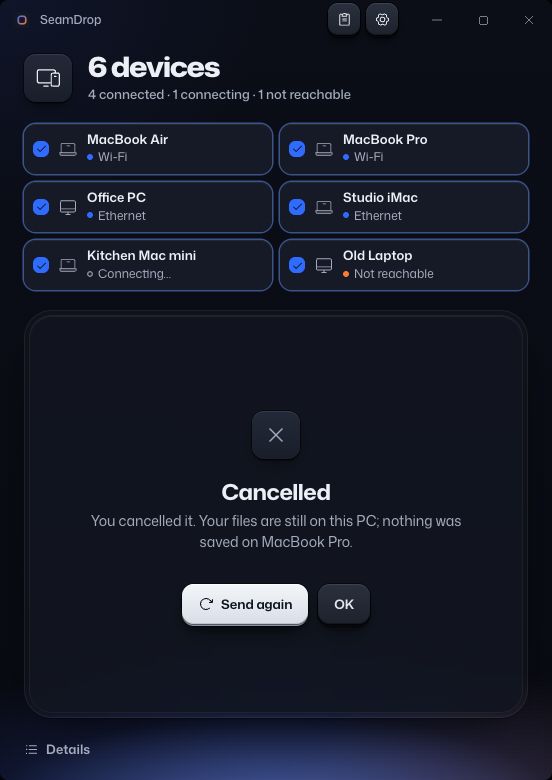 SeamDrop
6 devices
4 connected · 1 connecting · 1 not reachable
MacBook Air
Wi-Fi
MacBook Pro
Wi-Fi
Office PC
Ethernet
Studio iMac
Ethernet
Kitchen Mac mini
Connecting...
Old Laptop
Not reachable
Cancelled
You cancelled it. Your files are still on this PC; nothing was
saved on MacBook Pro.
Send again
OK
Details